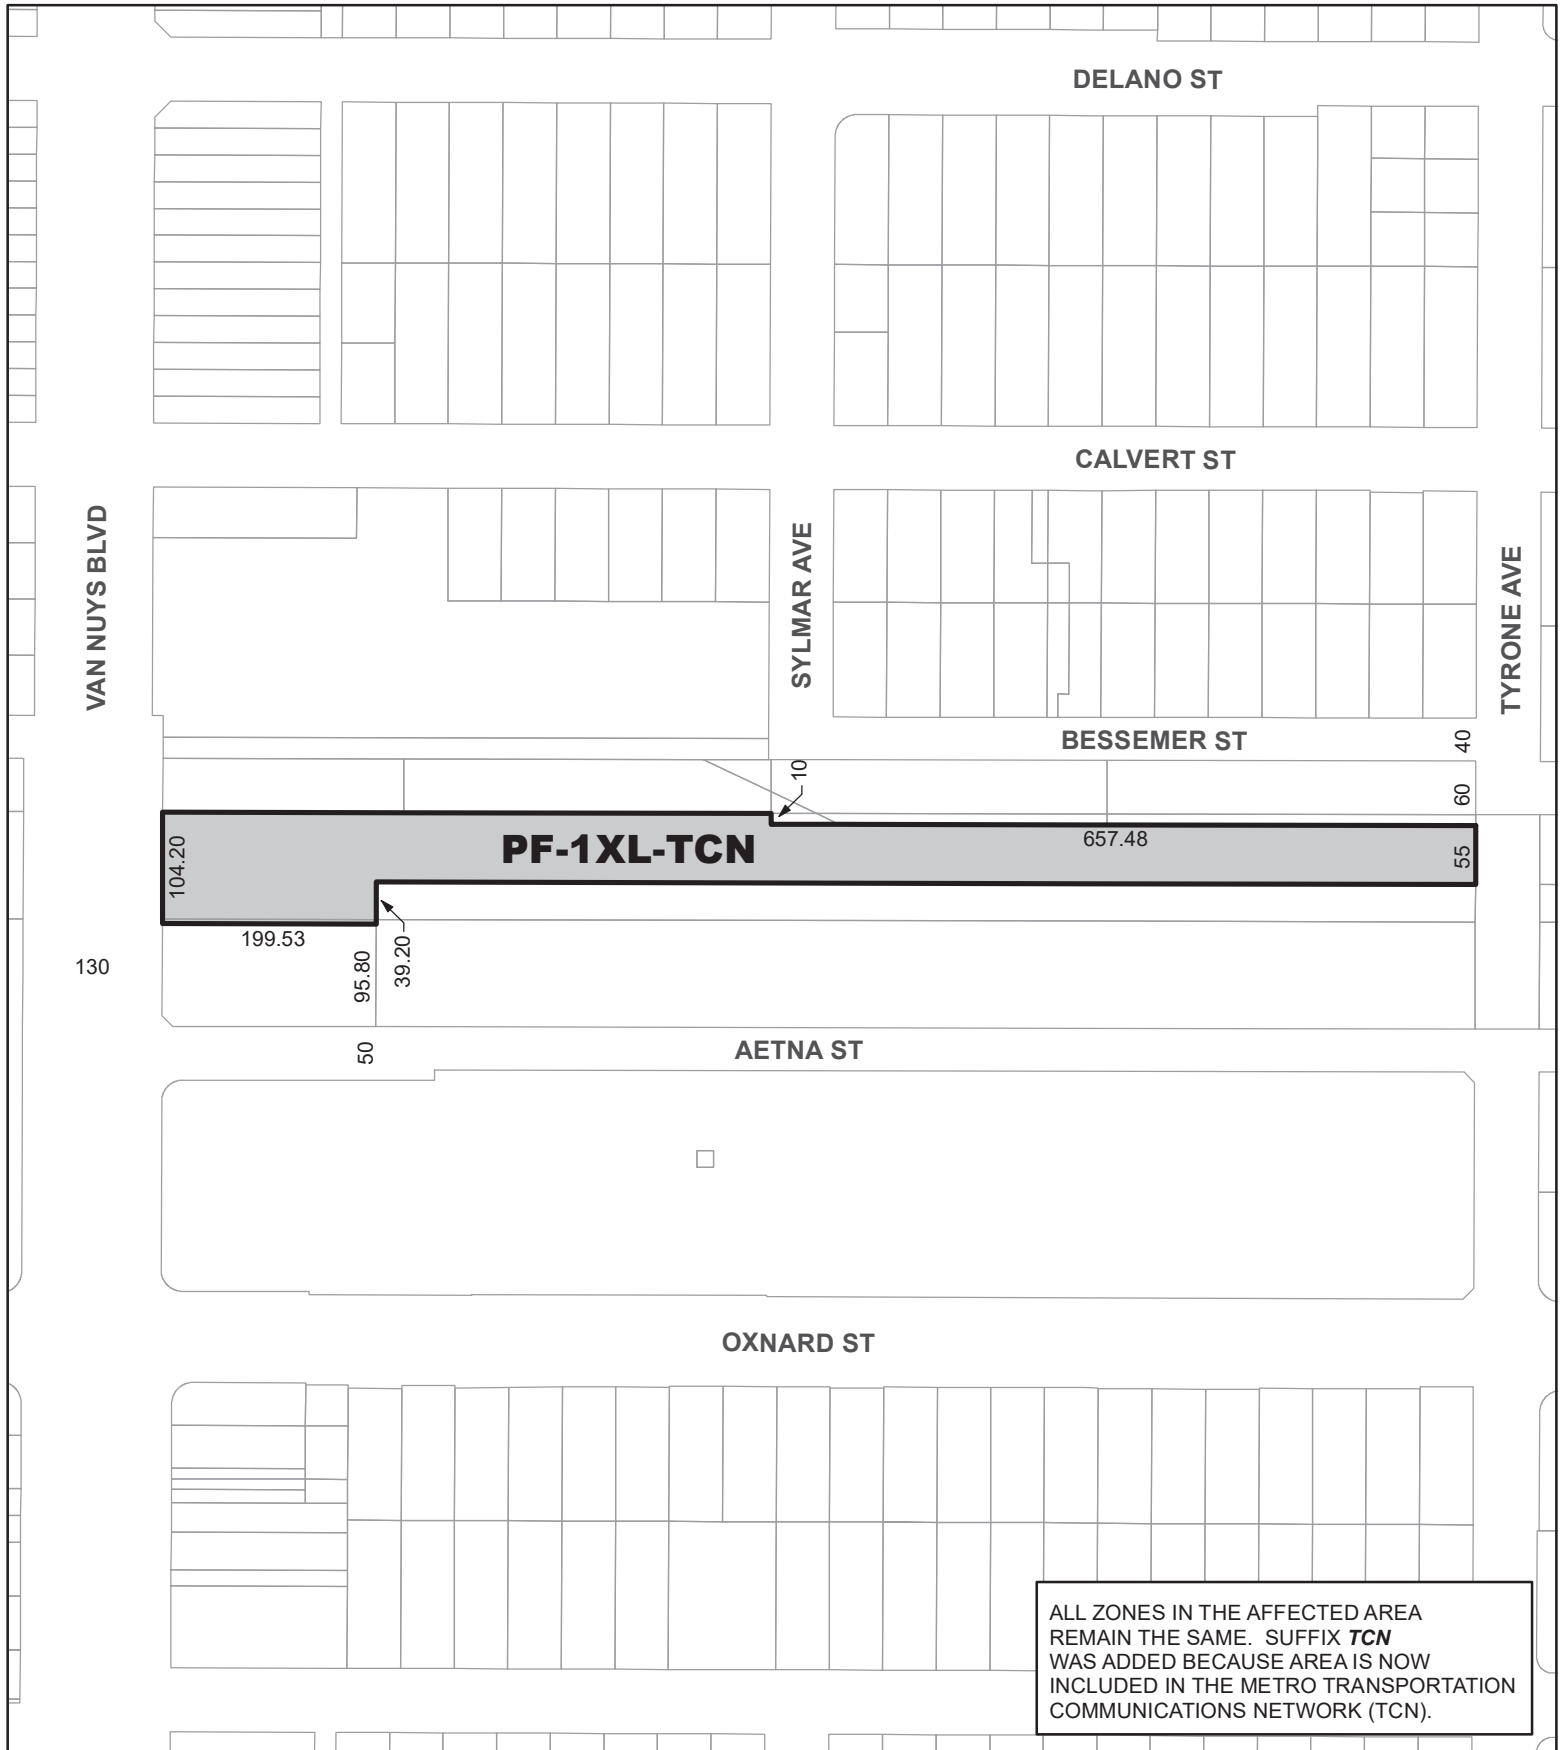 DELANO ST
CALVERT ST
VAN NUYS BLVD
SYLMAR AVE
TYRONE AVE
BESSEMER ST
40
10
60
PF-1XL-TCN
657.48
104.20
55
199.53
95.80
39.20
130
50
AETNA ST
OXNARD ST
ALL ZONES IN THE AFFECTED AREA
REMAIN THE SAME. SUFFIX TCN
WAS ADDED BECAUSE AREA IS NOW
INCLUDED IN THE METRO TRANSPORTATION
COMMUNICATIONS NETWORK (TCN).